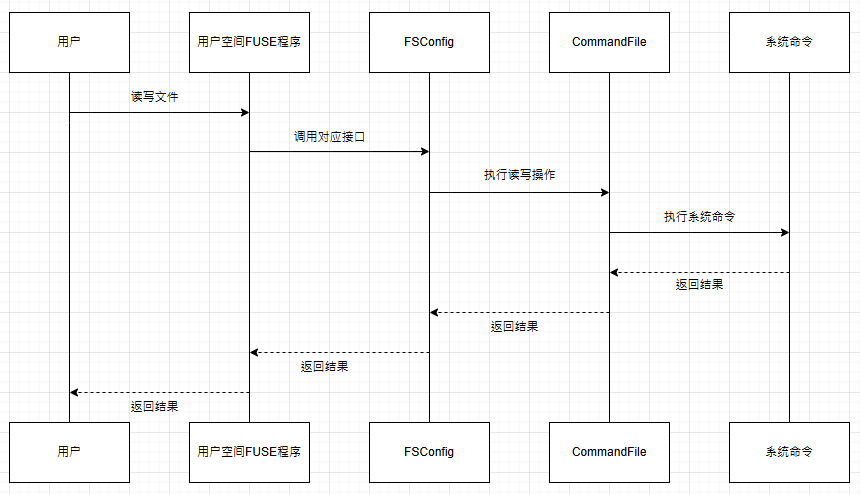 用户
用户空间FUSE程序
FSConfig
CommandFile
系统命令
读写文件
调用对应接口
执行读写操作
执行系统命令
返回结果
返回结果
返回结果
返回结果
用户
用户空间FUSE程序
FSConfig
CommandFile
系统命令